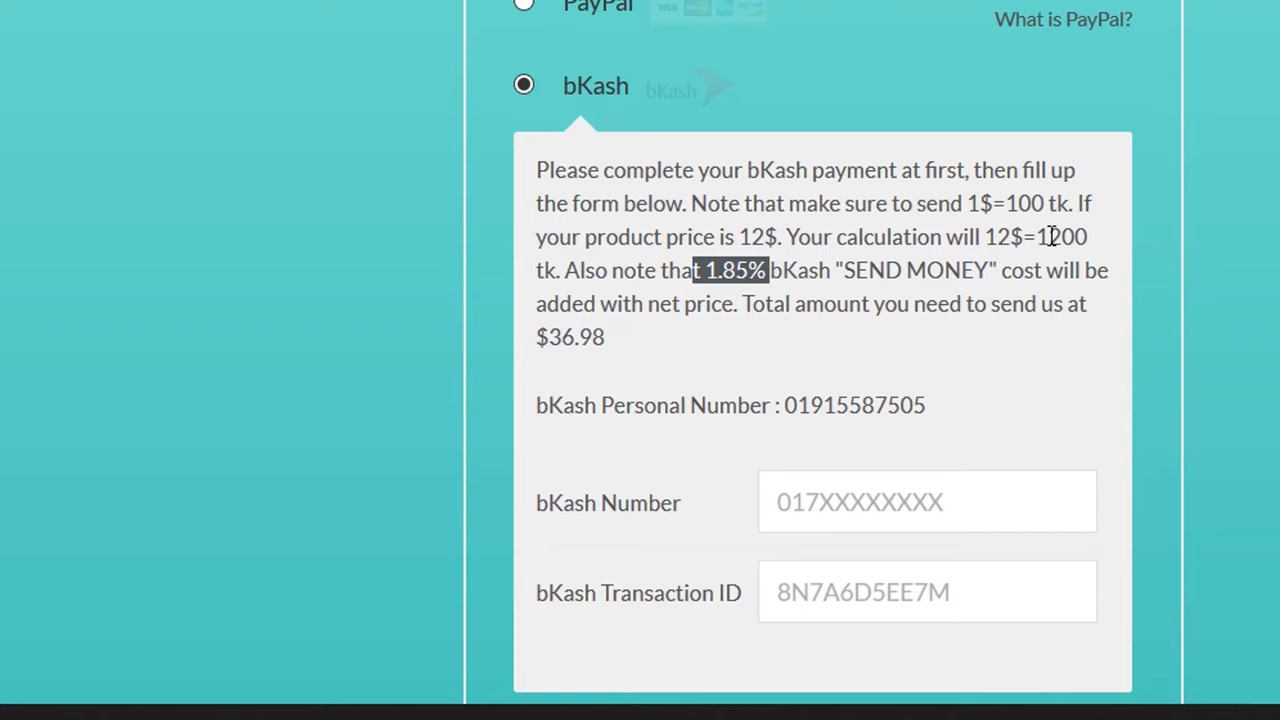 PayPal VISA
What is PayPal?
bKash bKash
Please complete your bKash payment at first, then fill up
the form below. Note that make sure to send 1$=100 tk. If
your product price is 12$. Your calculation will 12$=1200
tk. Also note that 1.85% bKash "SEND MONEY" cost will be
added with net price. Total amount you need to send us at
$36.98
bKash Personal Number : 01915587505
bKash Number 017XXXXXXXX
bKash Transaction ID 8N7A6D5EE7M